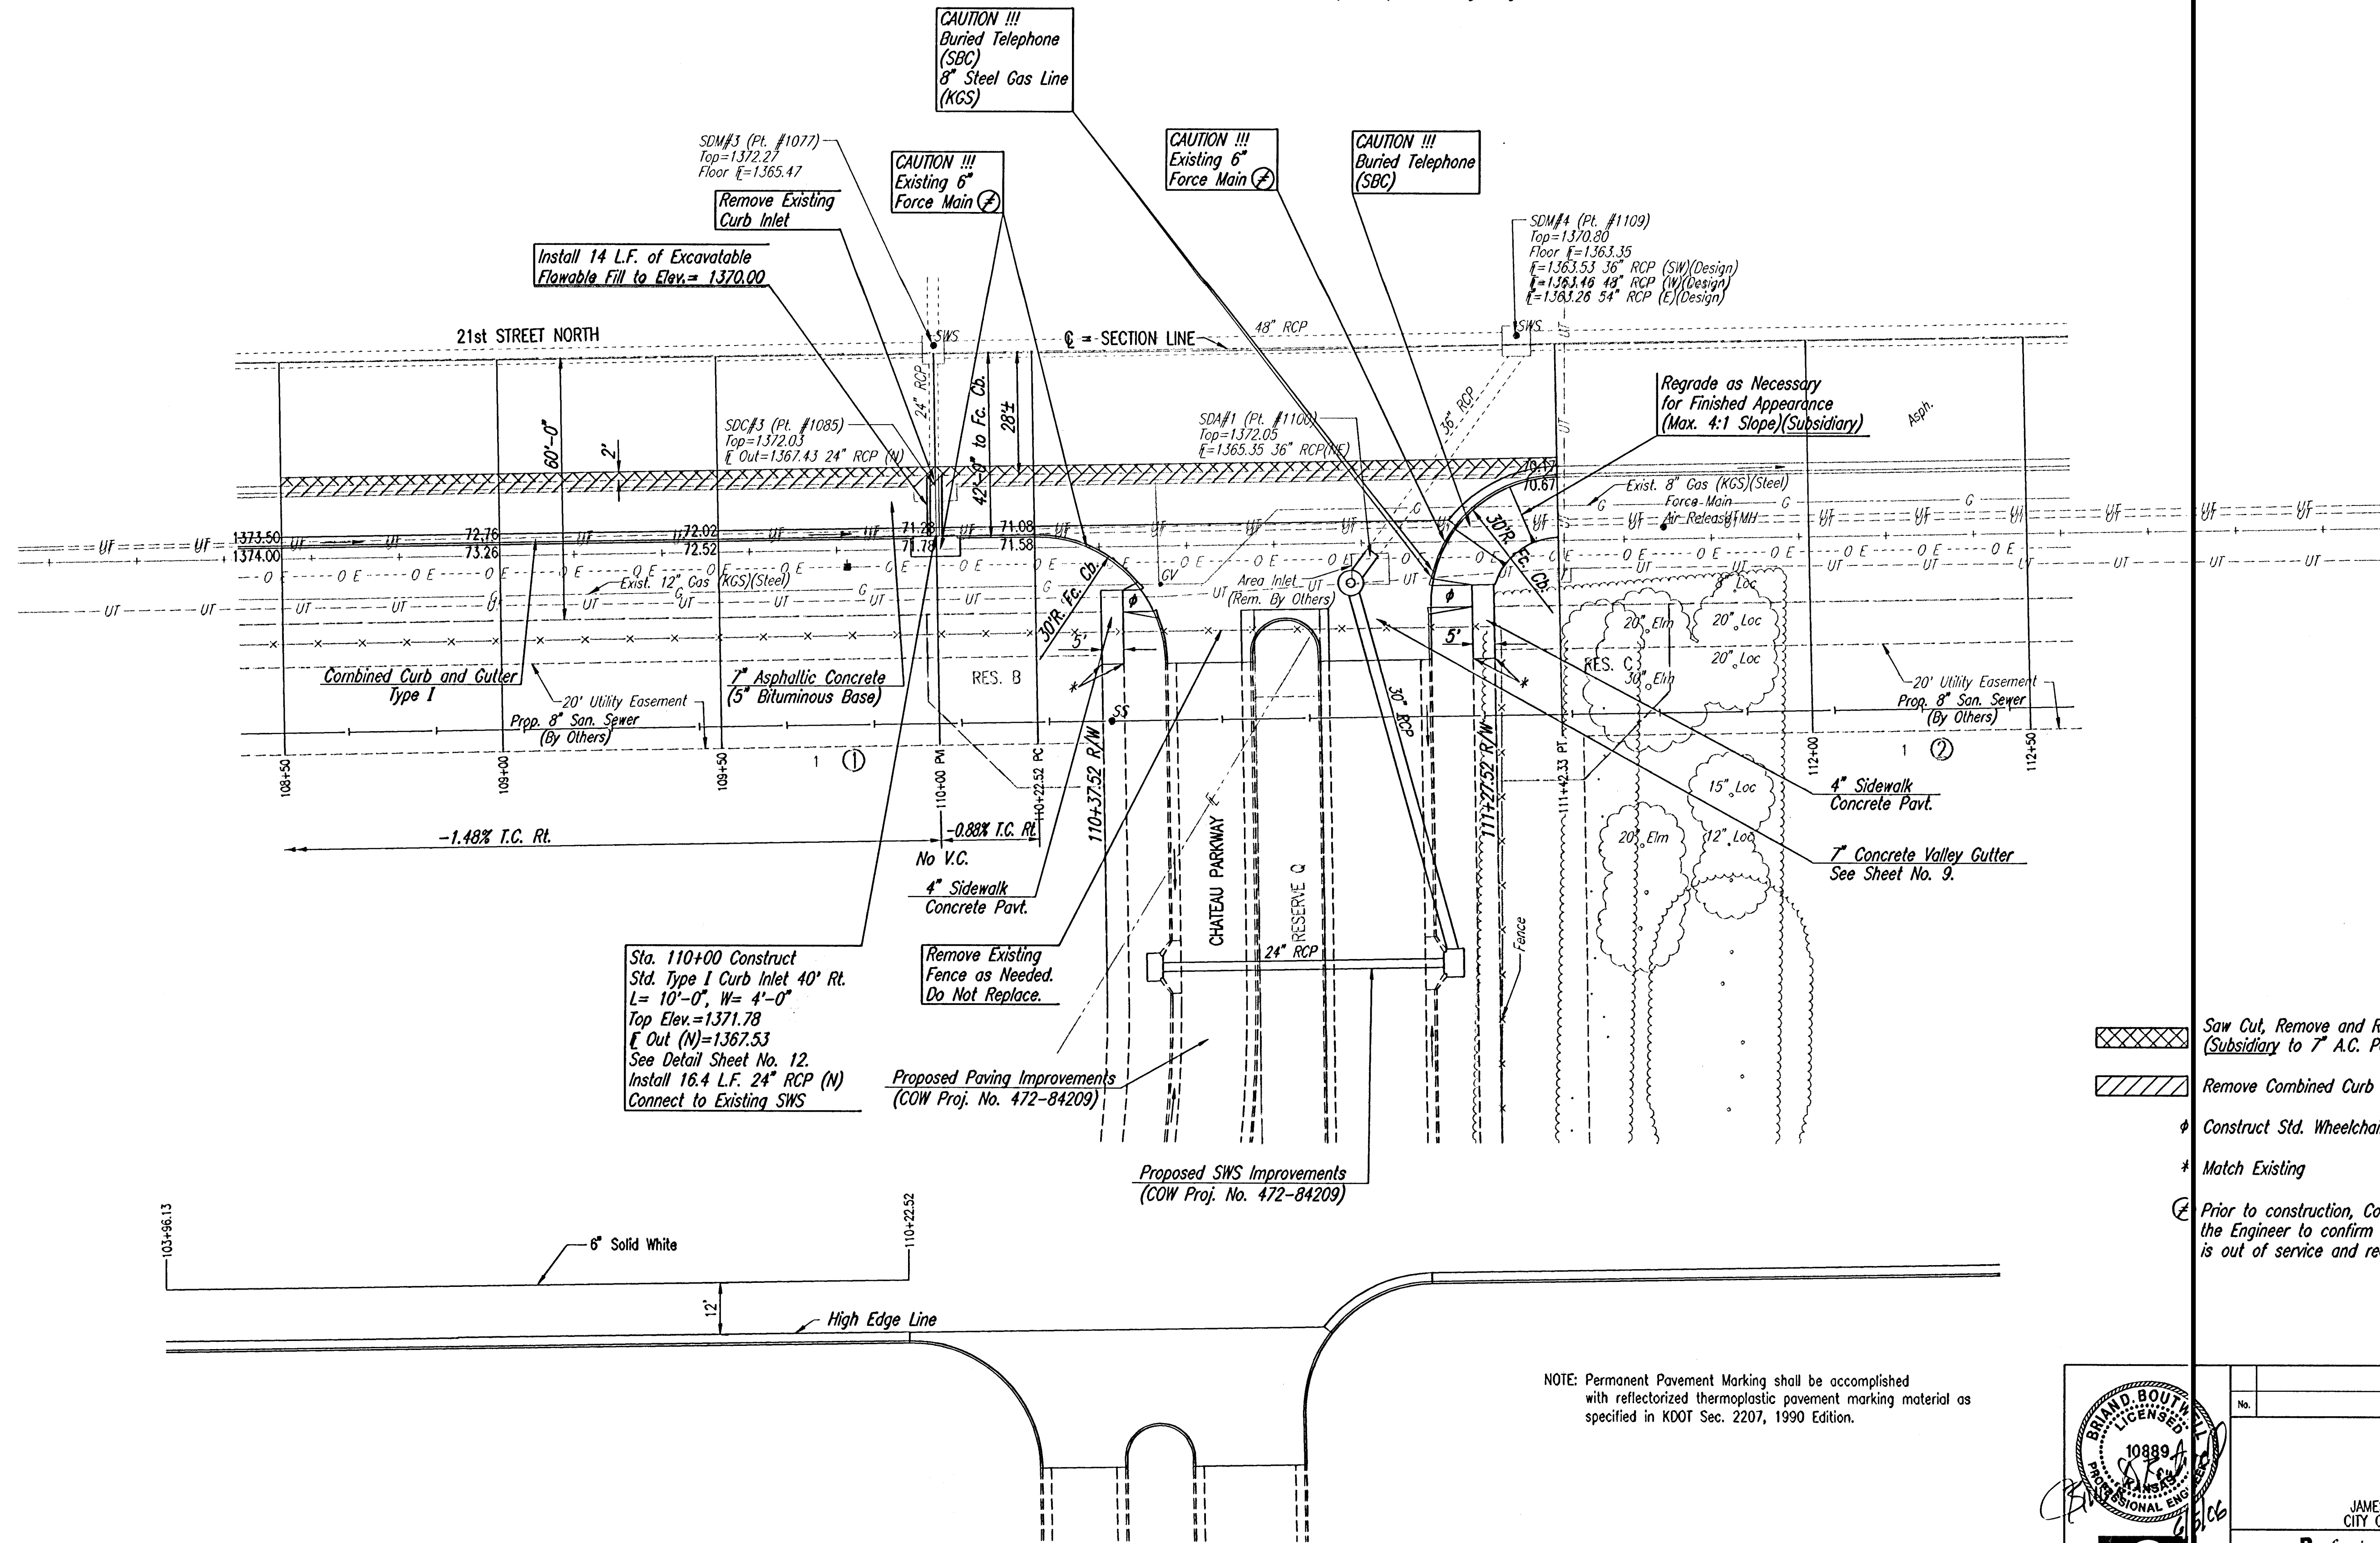 CAUTION !!!
Buried Telephone
(SBC)
8" Steel Gas Line
(KGS)
SDM#3 (Pt. #1077)
Top=1372.27
Floor FL=1365.47
CAUTION !!!
Existing 6"
Force Main
CAUTION !!!
Existing 6"
Force Main
CAUTION !!!
Buried Telephone
(SBC)
Remove Existing
Curb Inlet
Install 14 L.F. of Excavatable
Flowable Fill to Elev.= 1370.00
SDM#4 (Pt. #1109)
Top=1370.80
Floor FL=1363.35
FL=1363.53 36" RCP (SW)(Design)
FL=1363.46 48" RCP (W)(Design)
FL=1363.26 54" RCP (E)(Design)
21st STREET NORTH
SWS
CL = SECTION LINE
48" RCP
SWS
24" RCP
60'-0"
2'
42'-0" to Fc. Cb.
28'±
36" RCP
Regrade as Necessary
for Finished Appearance
(Max. 4:1 Slope)(Subsidiary)
Asph.
SDC#3 (Pt. #1085)
Top=1372.03
FL Out=1367.43 24" RCP (N)
SDA#1 (Pt. #1100)
Top=1372.05
FL=1365.35 36" RCP(NE)
70.17
70.67
Exist. 8" Gas (KGS)(Steel)
Force Main
Air Release MH
1373.50
72.76
72.02
71.28
71.08
1374.00
73.26
72.52
71.78
71.58
Exist. 12" Gas (KGS)(Steel)
GV
Area Inlet
(Rem. By Others)
30'R. Fc. Cb.
30'R. Fc. Cb.
5'
5'
8" Loc
20" Elm
20" Loc
20" Loc
30" Elm
15" Loc
20" Elm
12" Loc
Combined Curb and Gutter
Type I
7" Asphaltic Concrete
(5" Bituminous Base)
RES. B
RES. C
20' Utility Easement
Prop. 8" San. Sewer
(By Others)
SS
20' Utility Easement
Prop. 8" San. Sewer
(By Others)
108+50
109+00
109+50
1 1
110+00 PM
110+22.52 PC
110+37.52 R/W
30" RCP
111+27.52 R/W
111+42.33 PT
112+00
1 2
112+50
-1.48% T.C. Rt.
-0.88% T.C. Rt.
No V.C.
4" Sidewalk
Concrete Pavt.
4" Sidewalk
Concrete Pavt.
7" Concrete Valley Gutter
See Sheet No. 9.
CHATEAU PARKWAY
RESERVE Q
Fence
24" RCP
Sta. 110+00 Construct
Std. Type I Curb Inlet 40' Rt.
L= 10'-0", W= 4'-0"
Top Elev.=1371.78
FL Out (N)=1367.53
See Detail Sheet No. 12.
Install 16.4 L.F. 24" RCP (N)
Connect to Existing SWS
Remove Existing
Fence as Needed.
Do Not Replace.
Proposed Paving Improvements
(COW Proj. No. 472-84209)
Proposed SWS Improvements
(COW Proj. No. 472-84209)
Saw Cut, Remove and
(Subsidiary to 7" A.C.
Remove Combined Curb
ϕ Construct Std.
* Match Existing
Prior to construction,
the Engineer to confirm
is out of service and
103+96.13
110+22.52
6" Solid White
12'
High Edge Line
NOTE: Permanent Pavement Marking shall be accomplished
with reflectorized thermoplastic pavement marking material as
specified in KDOT Sec. 2207, 1990 Edition.
BRIAN D. BOUTWELL
LICENSED
10889
KANSAS
PROFESSIONAL ENGINEER
No.
CITY